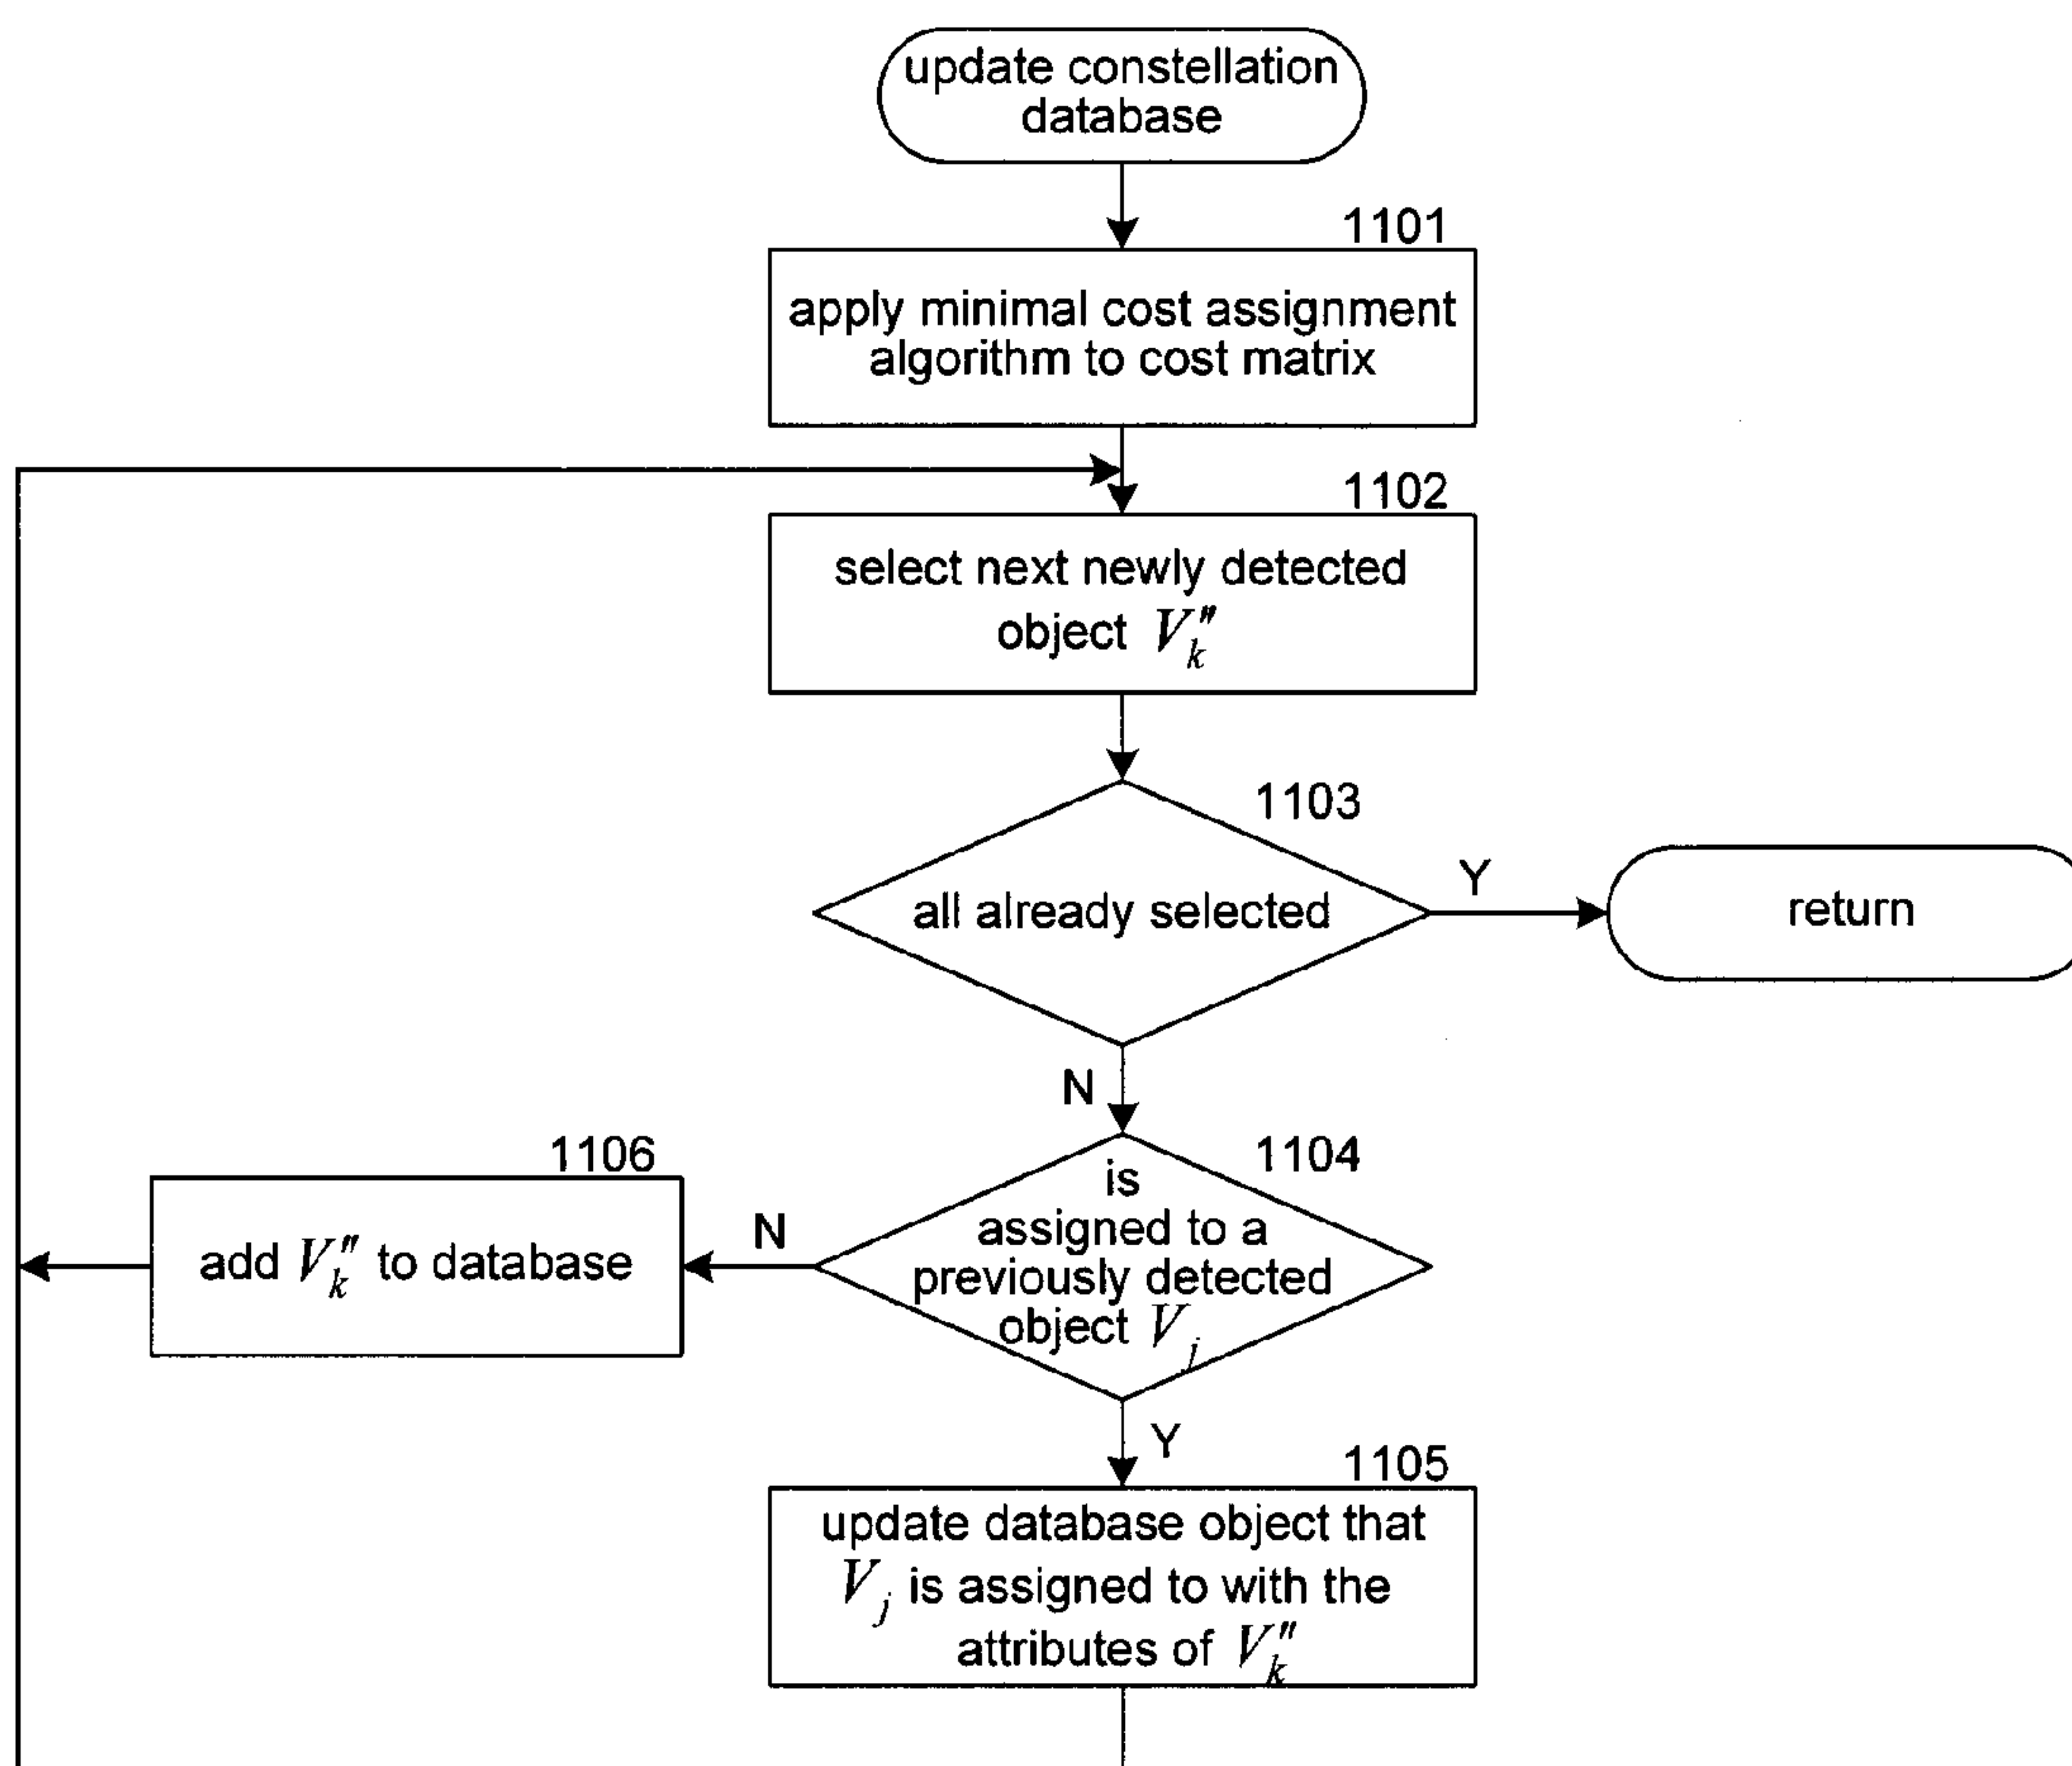 update constellation
database
1101
apply minimal cost assignment
algorithm to cost matrix
1102
select next newly detected
object V″ₖ
1103
all already selected
Y
return
N
1104
is
assigned to a
previously detected
object Vⱼ
N
1106
add V″ₖ to database
Y
1105
update database object that
Vⱼ is assigned to with the
attributes of V″ₖ